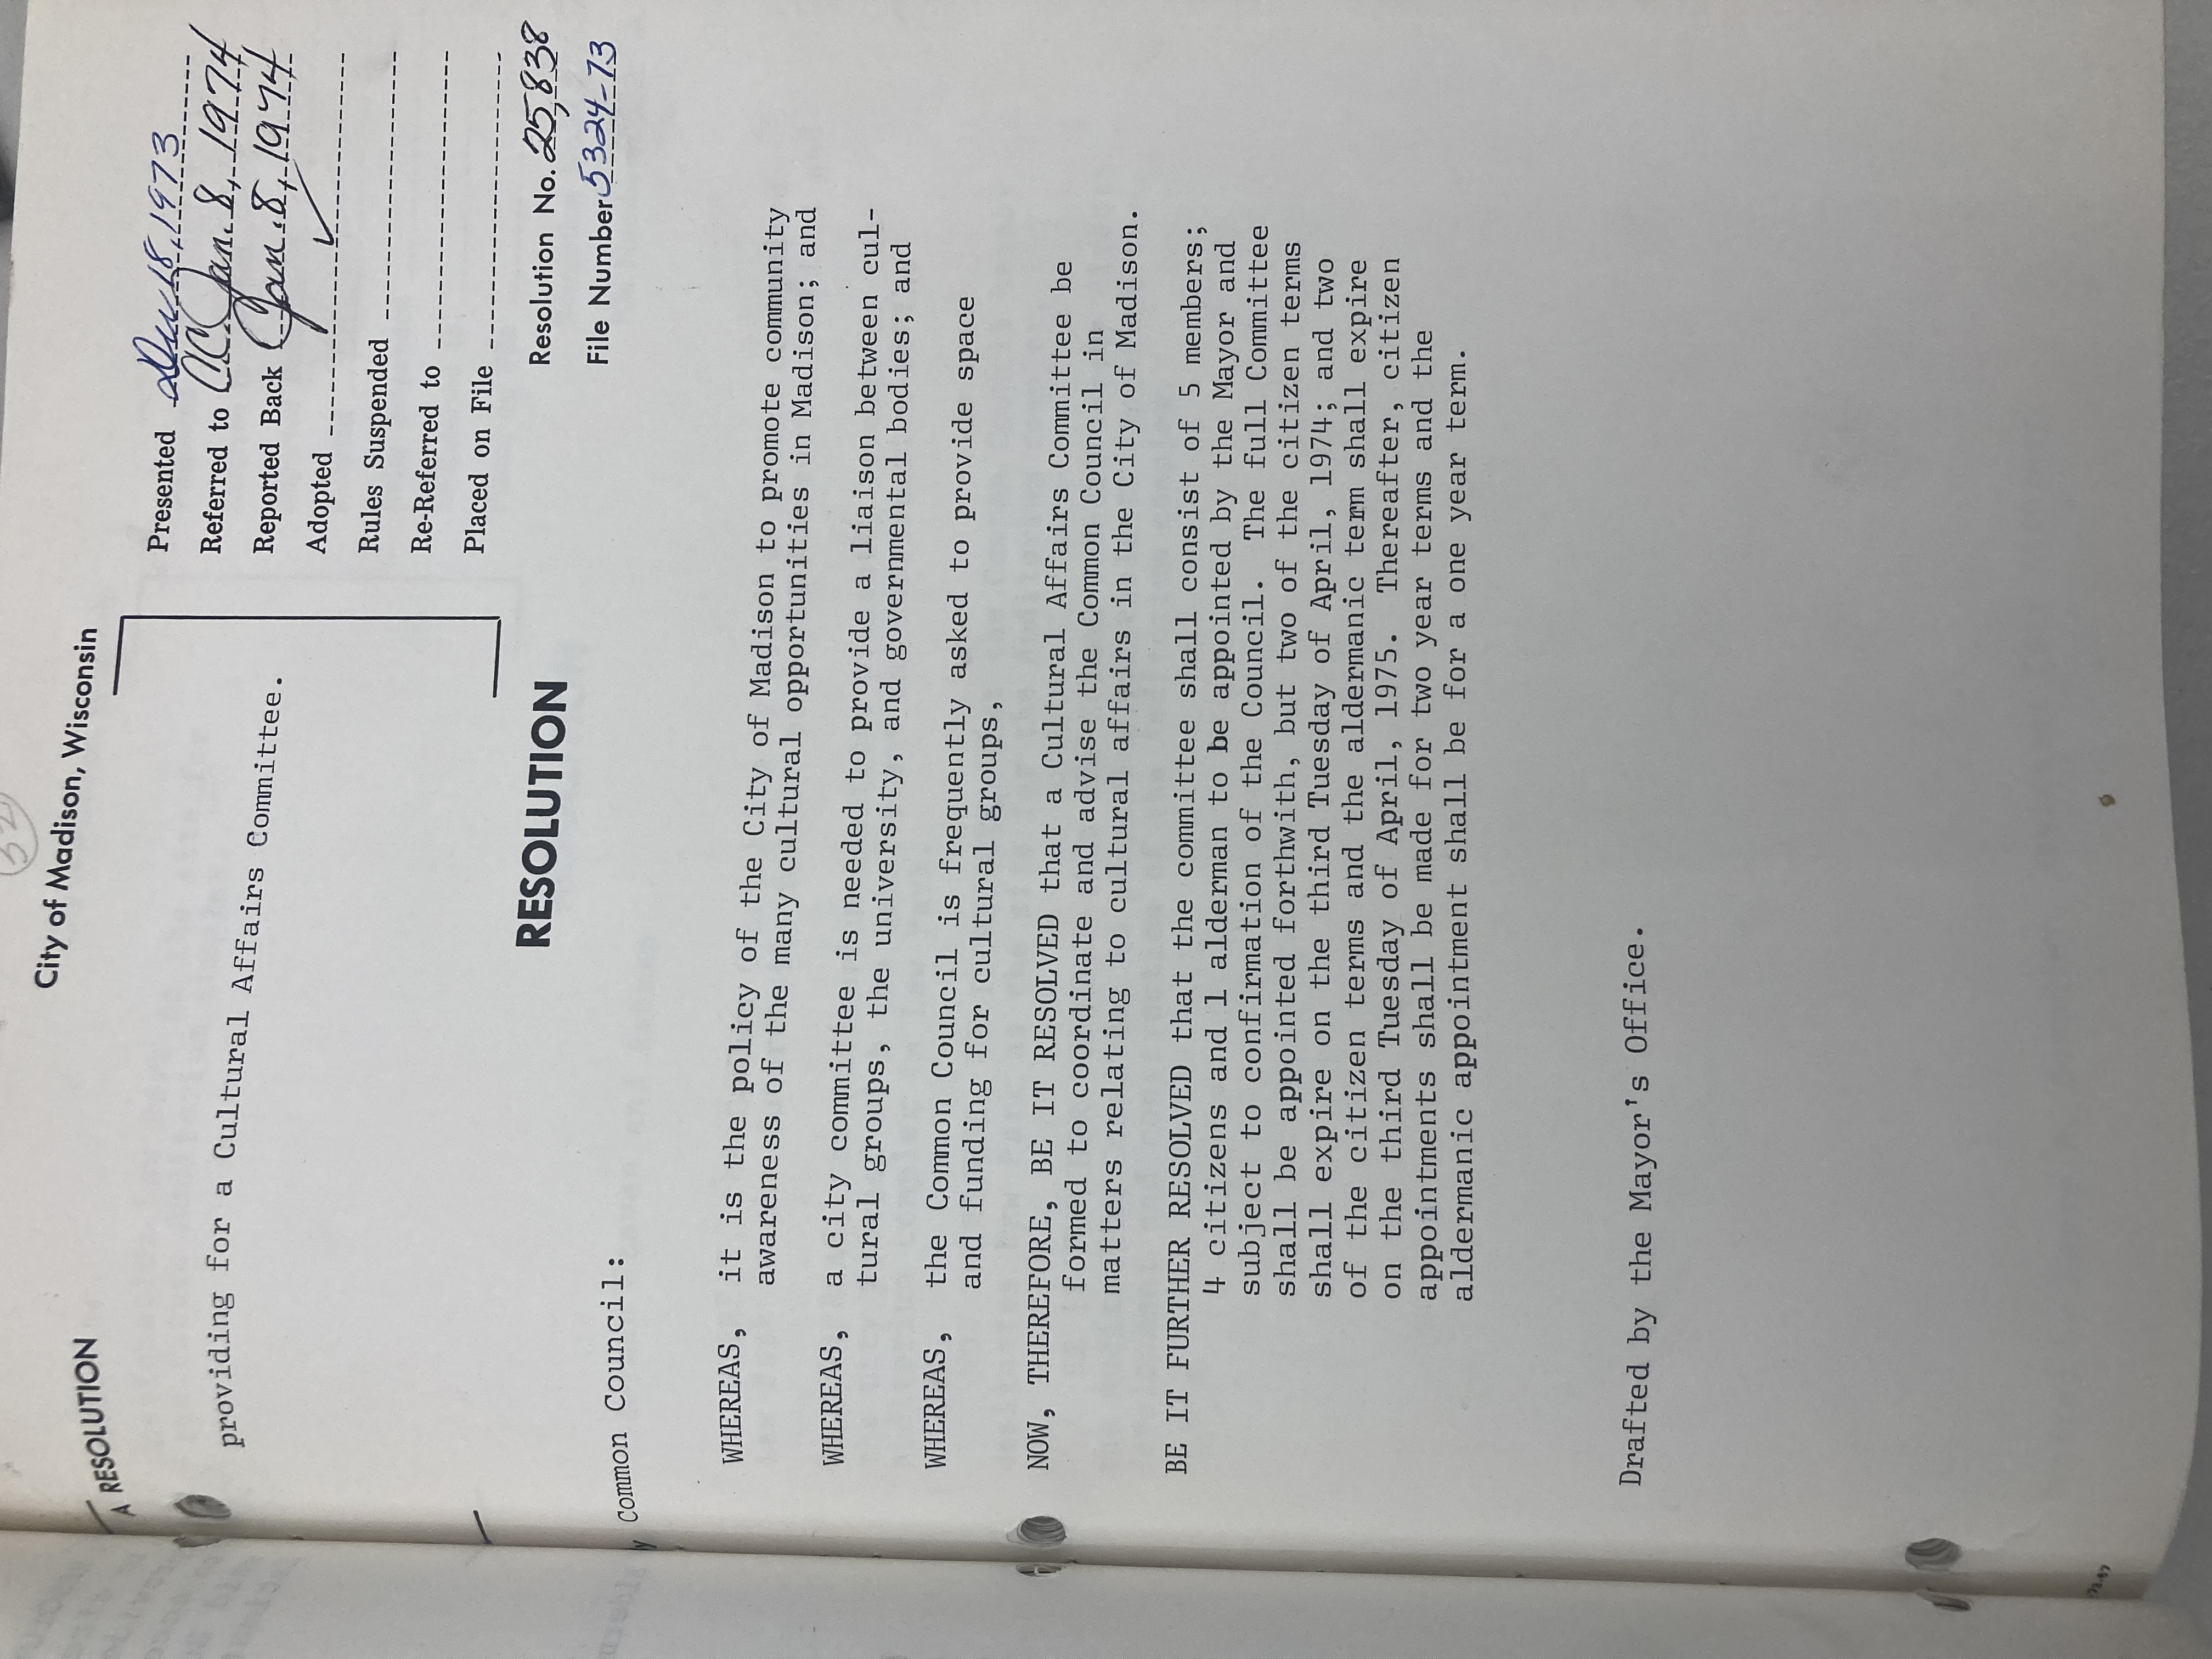 City of Madison, Wisconsin
A RESOLUTION
providing for a Cultural Affairs Committee.
Presented Dec 18, 1973
Referred to CC Jan. 8, 1974
Reported Back Jan. 8, 1974
Adopted ✓
Rules Suspended
Re-Referred to
Placed on File
RESOLUTION
Resolution No. 25,838
File Number 5324-73
Common Council:
WHEREAS, it is the policy of the City of Madison to promote community
awareness of the many cultural opportunities in Madison; and
WHEREAS, a city committee is needed to provide a liaison between cul-
tural groups, the university, and governmental bodies; and
WHEREAS, the Common Council is frequently asked to provide space
and funding for cultural groups,
NOW, THEREFORE, BE IT RESOLVED that a Cultural Affairs Committee be
formed to coordinate and advise the Common Council in
matters relating to cultural affairs in the City of Madison.
BE IT FURTHER RESOLVED that the committee shall consist of 5 members;
4 citizens and 1 alderman to be appointed by the Mayor and
subject to confirmation of the Council. The full Committee
shall be appointed forthwith, but two of the citizen terms
shall expire on the third Tuesday of April, 1974; and two
of the citizen terms and the aldermanic term shall expire
on the third Tuesday of April, 1975. Thereafter, citizen
appointments shall be made for two year terms and the
aldermanic appointment shall be for a one year term.
Drafted by the Mayor's Office.